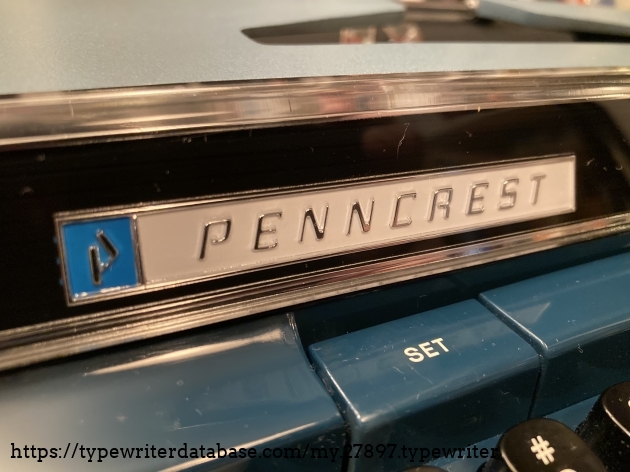 PENNCREST
SET
#
https://typewriterdatabase.com/my.27897.typewriter